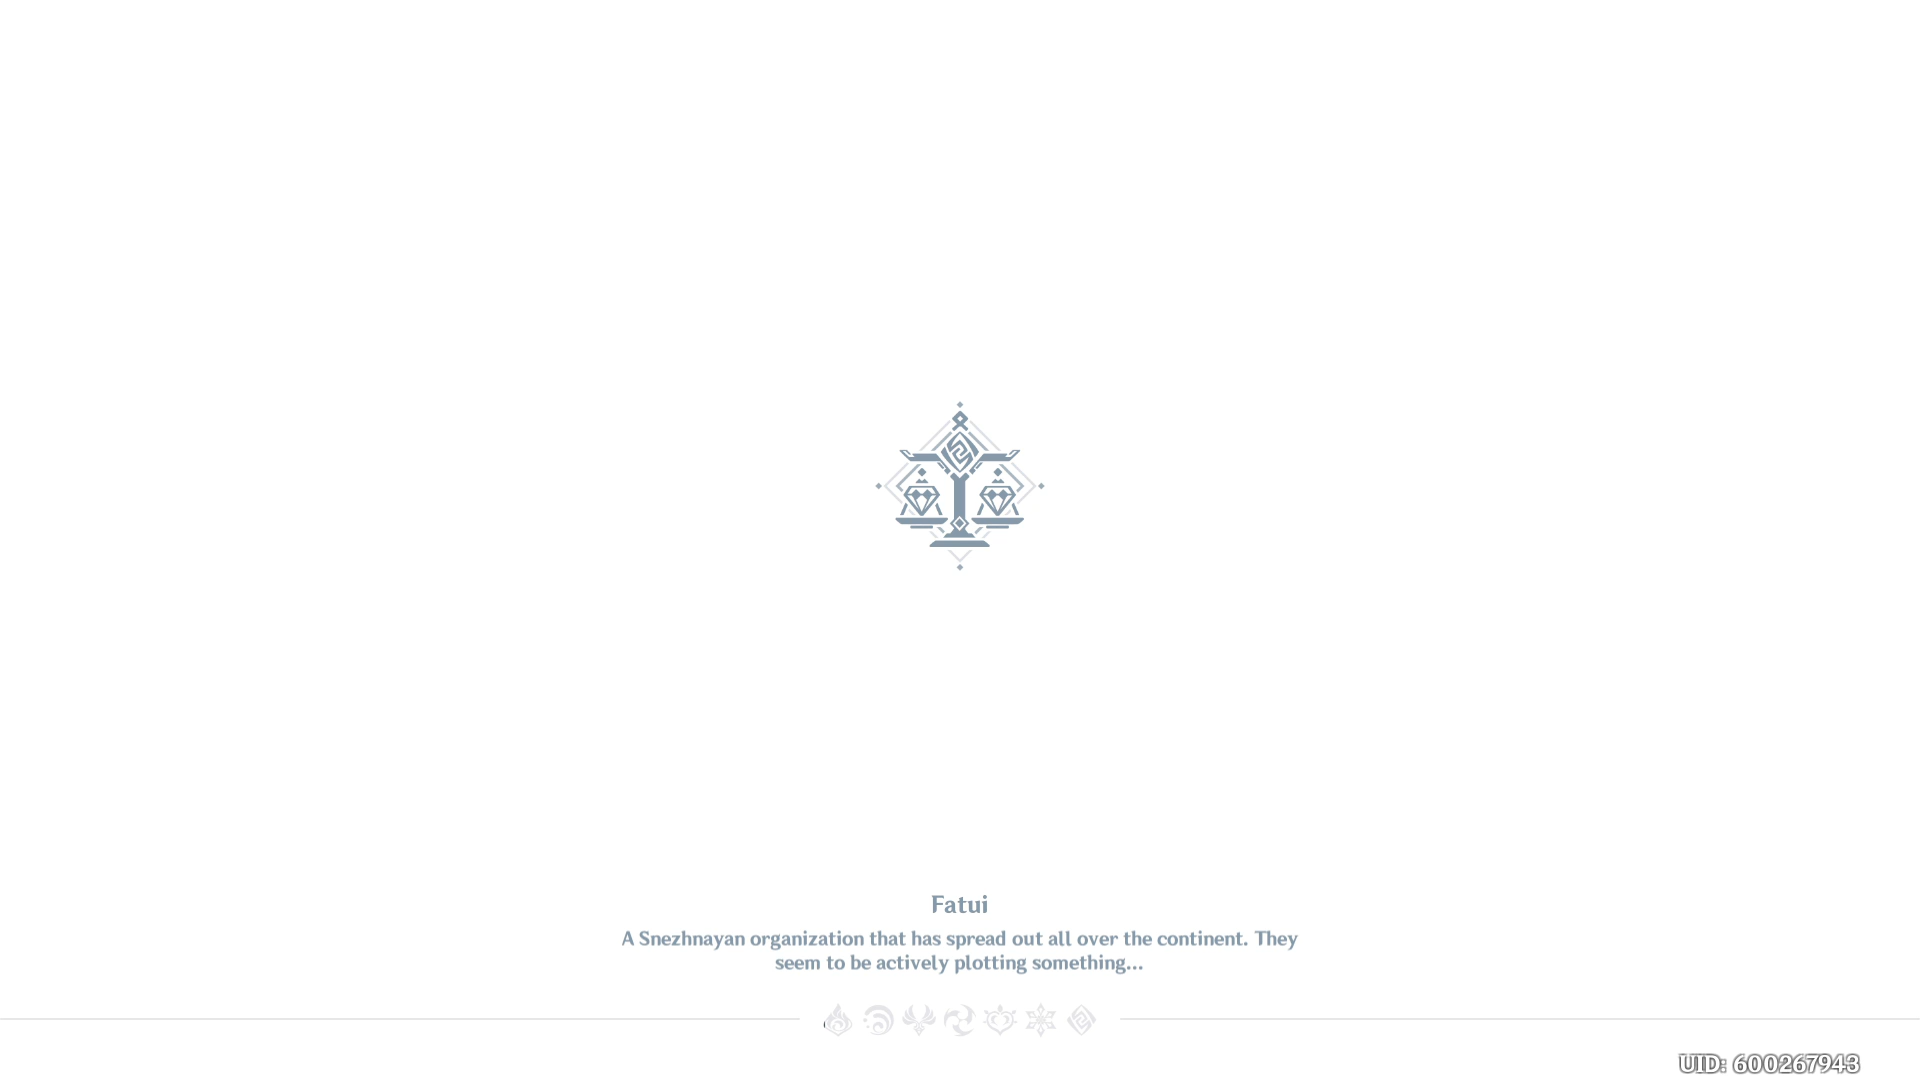 Fatui
A Snezhnayan organization that has spread out all over the continent. They
seem to be actively plotting something...
UID: 600267943